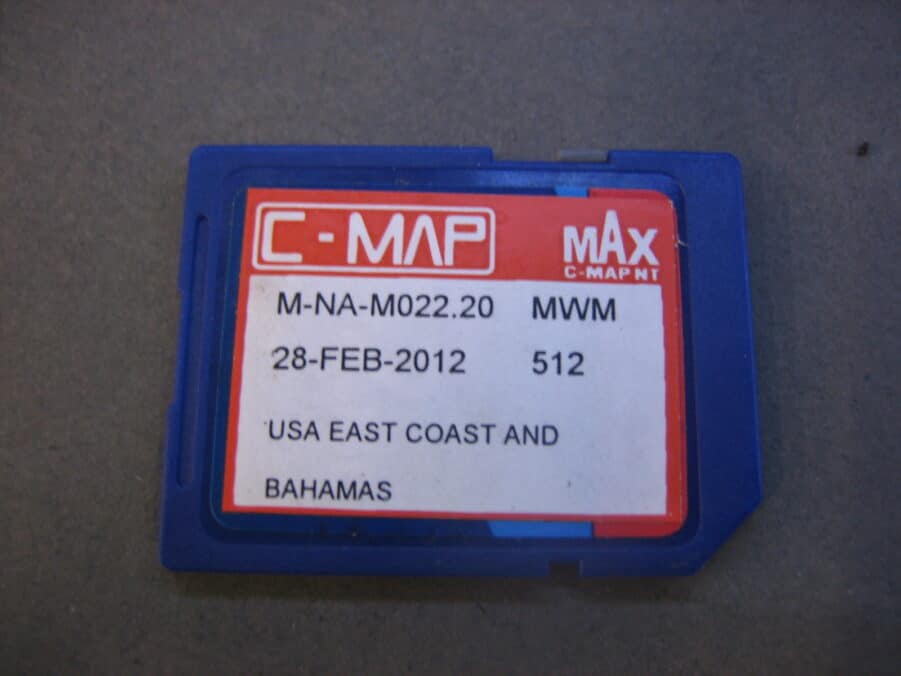 C-MAP
MAX
C-MAP NT
M-NA-M022.20 MWM
28-FEB-2012 512
USA EAST COAST AND
BAHAMAS